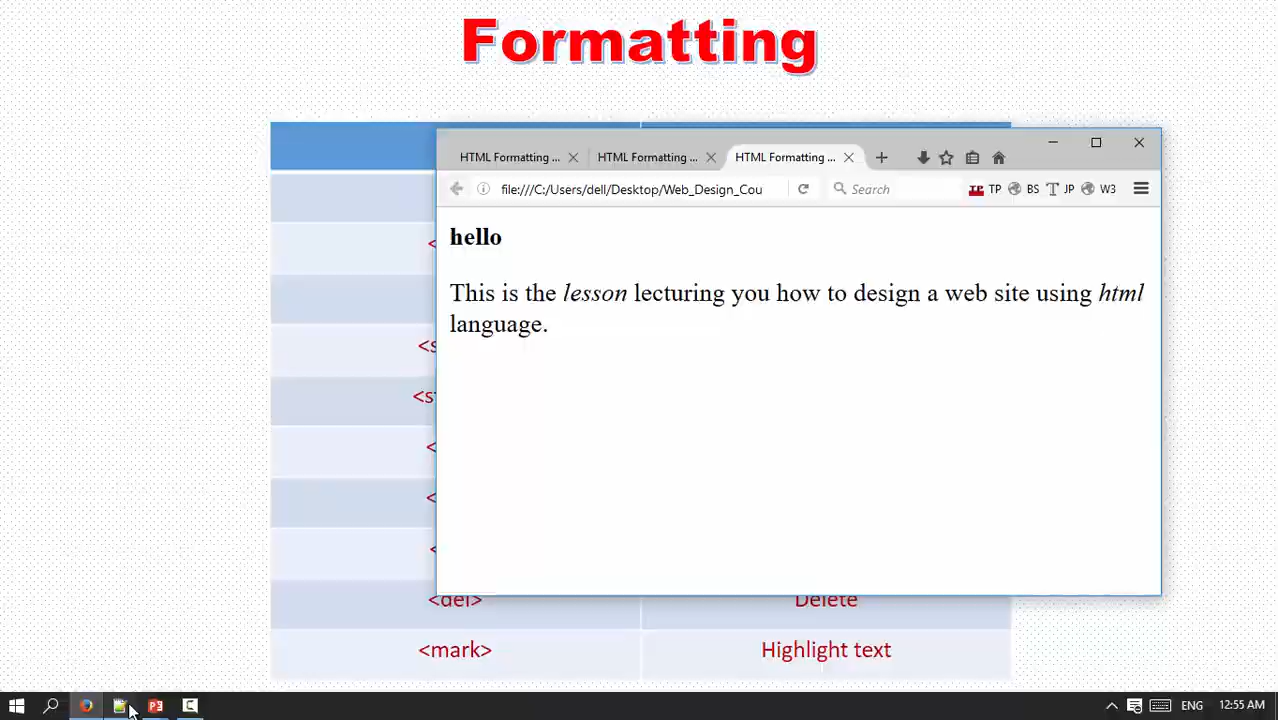 Formatting
HTML Formatting ...
HTML Formatting ...
HTML Formatting ...
file:///C:/Users/dell/Desktop/Web_Design_Cou
Search
TP
TP
BS
JP
W3
hello
This is the lesson lecturing you how to design a web site using html
language.
<
<s
<st
<
<
<
<del>
Delete
<mark>
Highlight text
ENG
12:55 AM